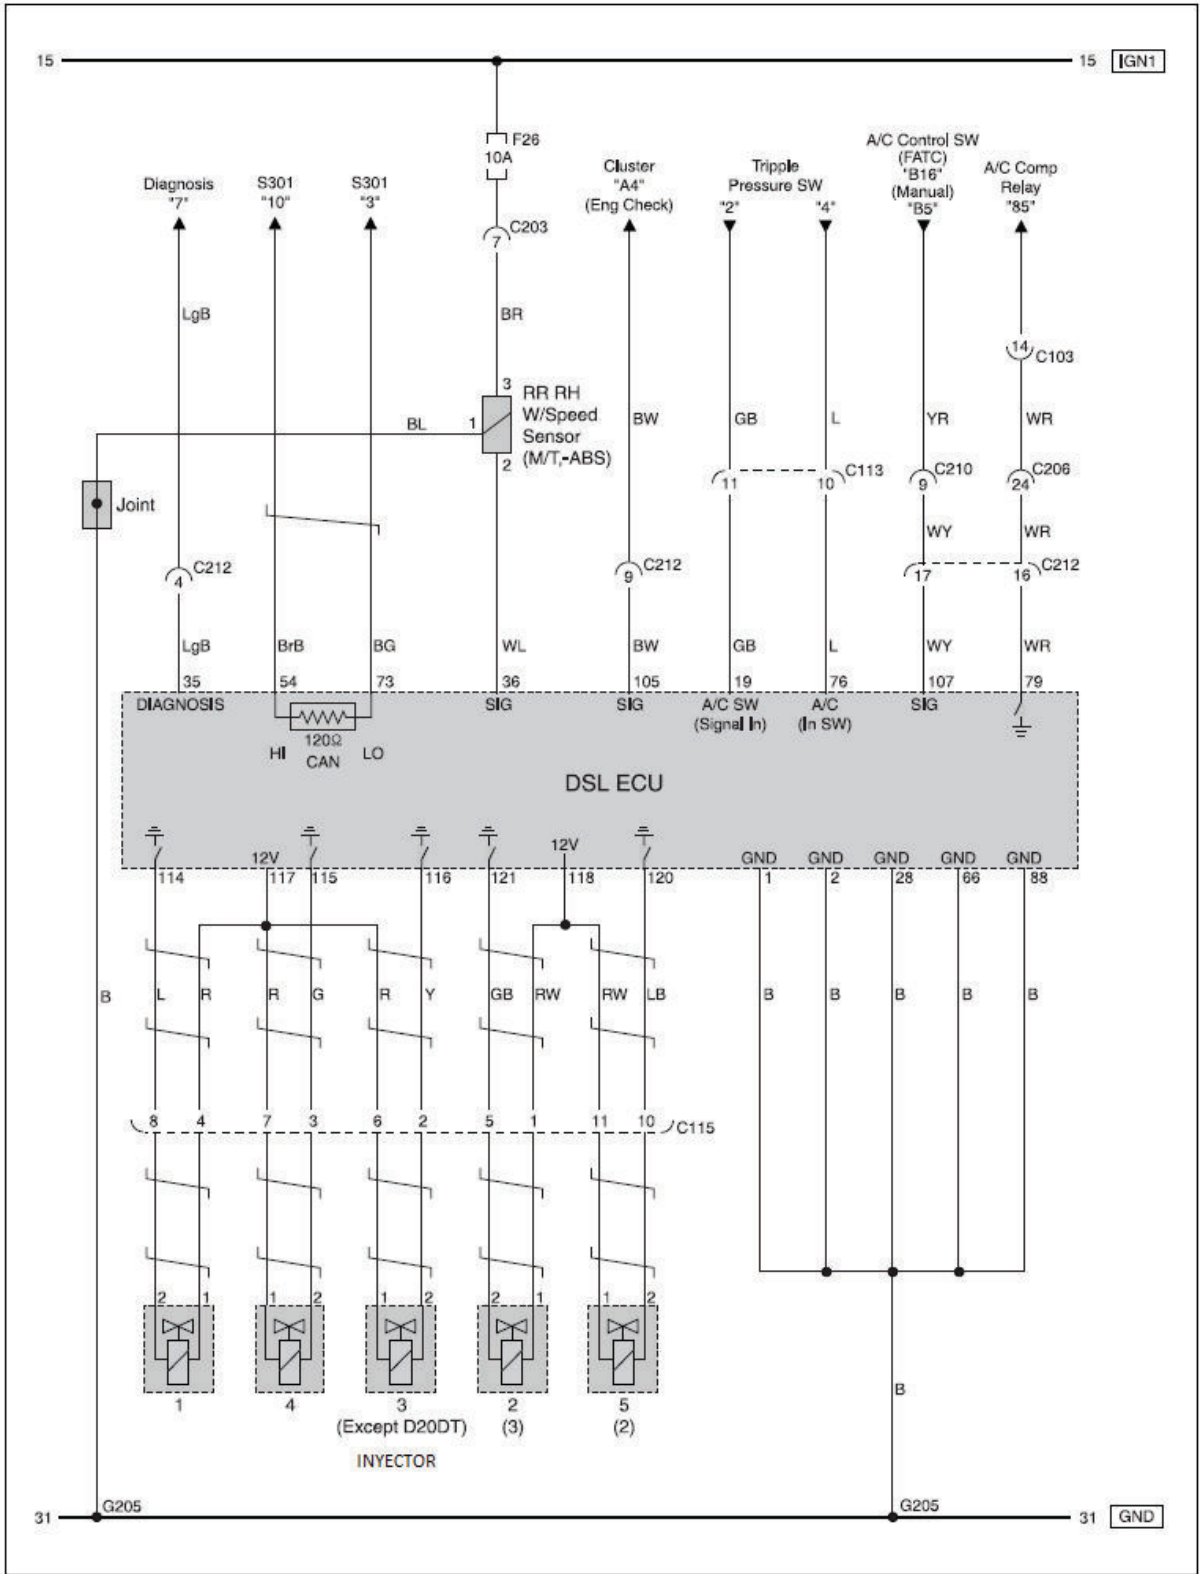 15
15 IGN1
F26
10A
C203
7
BR
Diagnosis
"7"
S301
"10"
S301
"3"
Cluster
"A4"
(Eng Check)
Tripple
Pressure SW
"2" "4"
A/C Control SW
(FATC)
"B16"
(Manual)
"B5"
A/C Comp
Relay
"85"
LgB
14 C103
3
RR RH
W/Speed
Sensor
(M/T,-ABS)
1
2
BL
BW GB L YR WR
11 10 C113
9 C210
24 C206
Joint
WY WR
4 C212
9 C212
17 16 C212
LgB BrB BG WL BW GB L WY WR
35 54 73 36 105 19 76 107 79
DIAGNOSIS
SIG
SIG
A/C SW
(Signal In)
A/C
(In SW)
SIG
120Ω
HI CAN LO
DSL ECU
12V
12V
GND GND GND GND GND
114 117 115 116 121 118 120 1 2 28 66 88
B L R R G R Y GB RW RW LB B B B B B
8 4 7 3 6 2 5 1 11 10 C115
2 1 1 2 1 2 2 1 1 2
1 4 3 2 5
(Except D20DT) (3) (2)
B
INYECTOR
G205
G205
31
31 GND